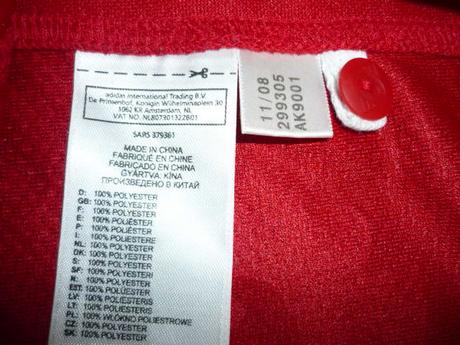 adidas International Trading B.V.
De Prinsenhof, Konigin Wilhelminaplein 30
1062 KR Amsterdam, NL
VAT NO. NL807301322B01
SAPS 379361
MADE IN CHINA
FABRIQUÉ EN CHINE
FABRICADO EN CHINA
GYÁRTVA: KÍNA
ПРОИЗВЕДЕНО В КИТАЙ
D: 100% POLYESTER
GB: 100% POLYESTER
F: 100% POLYESTER
E: 100% POLIÉSTER
P: 100% POLIÉSTER
I: 100% POLIESTERE
NL: 100% POLYESTER
DK: 100% POLYESTER
S: 100% POLYESTER
SF: 100% POLYESTERI
N: 100% POLYESTER
EST: 100% POLÜESTER
LV: 100% POLIESTERIS
LT: 100% POLIESTERIS
PL: 100% WŁÓKNO POLIESTROWE
CZ: 100% POLYESTER
SK: 100% POLYESTER
11/08
299305
AK9001